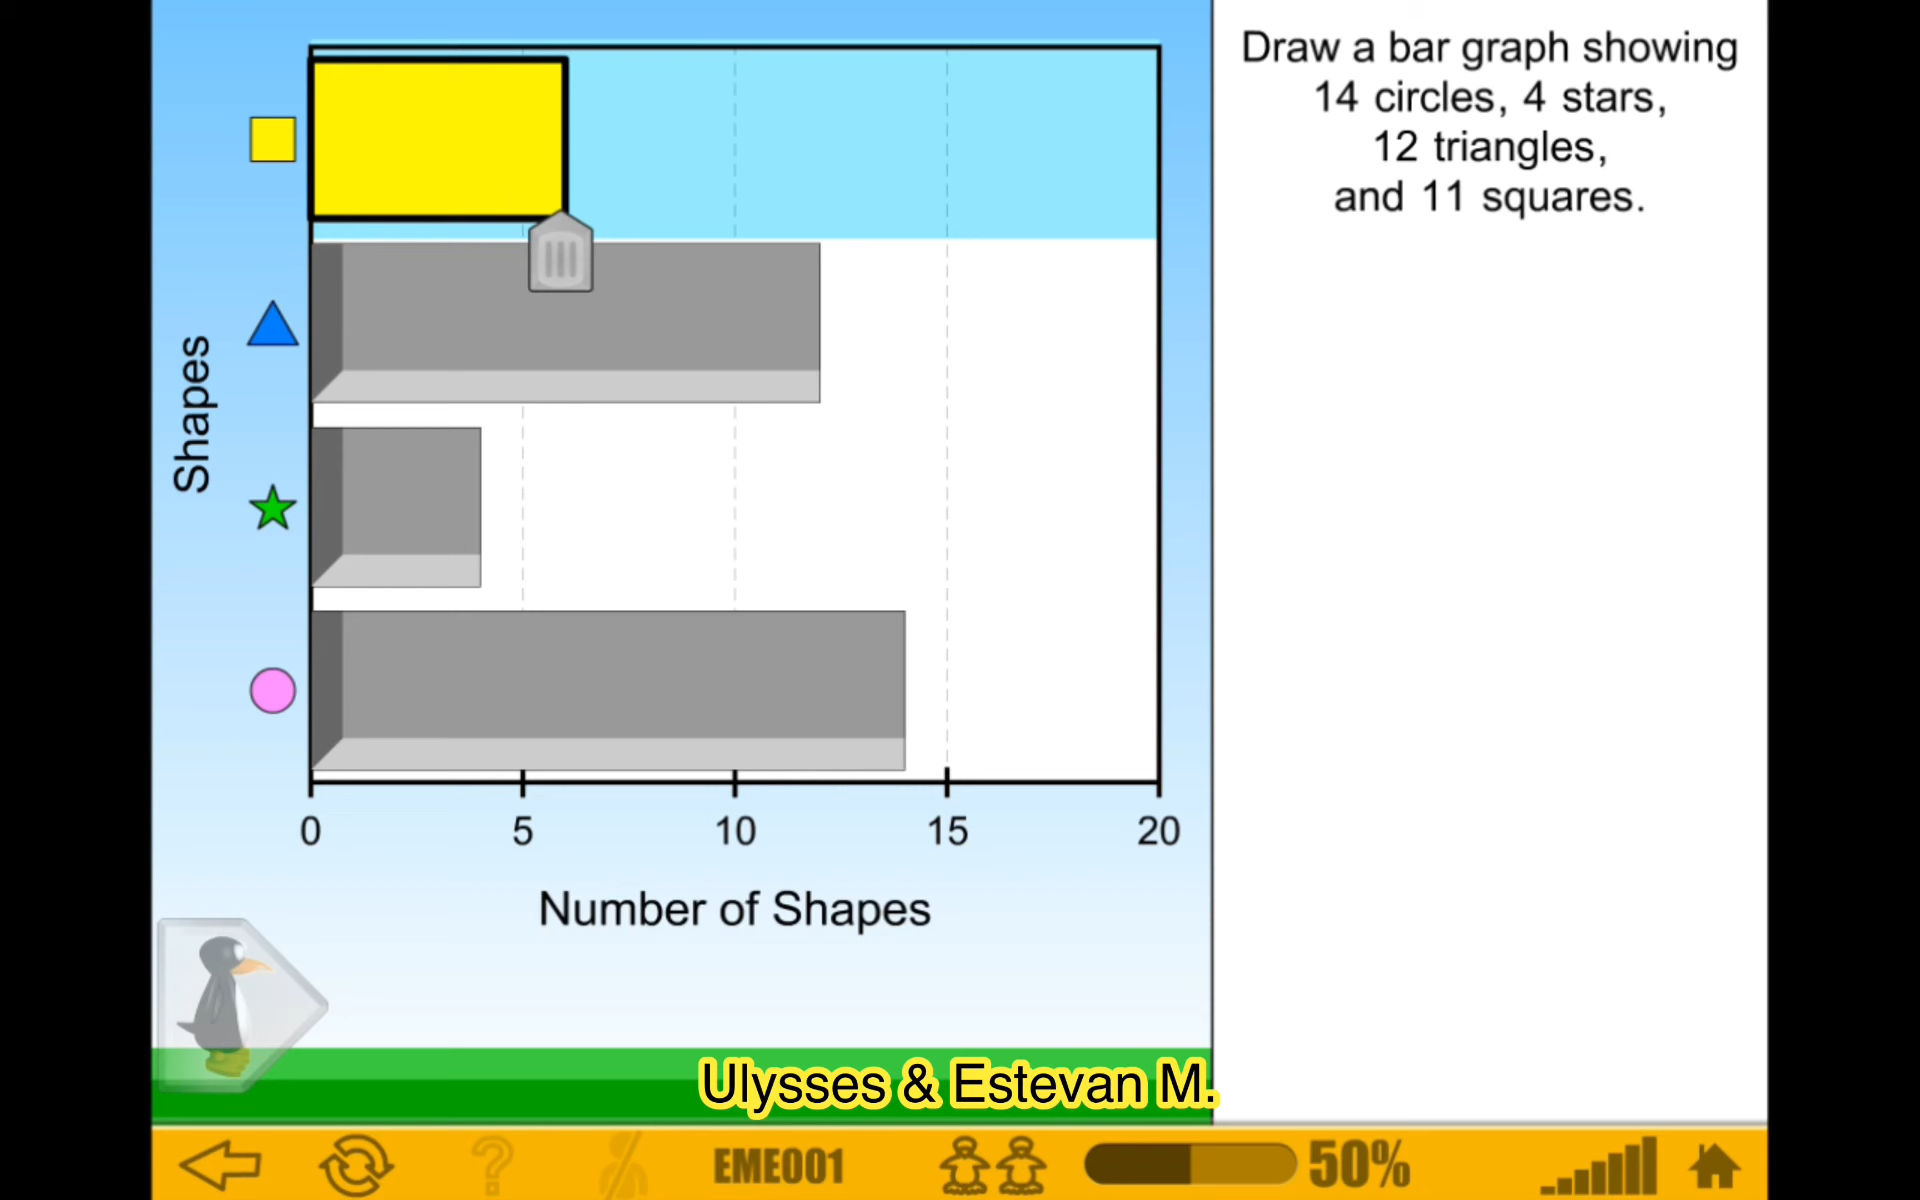 Draw a bar graph showing
14 circles, 4 stars,
12 triangles,
and 11 squares.
Shapes
0 5 10 15 20
Number of Shapes
Ulysses & Estevan M.
?
EME001
50%